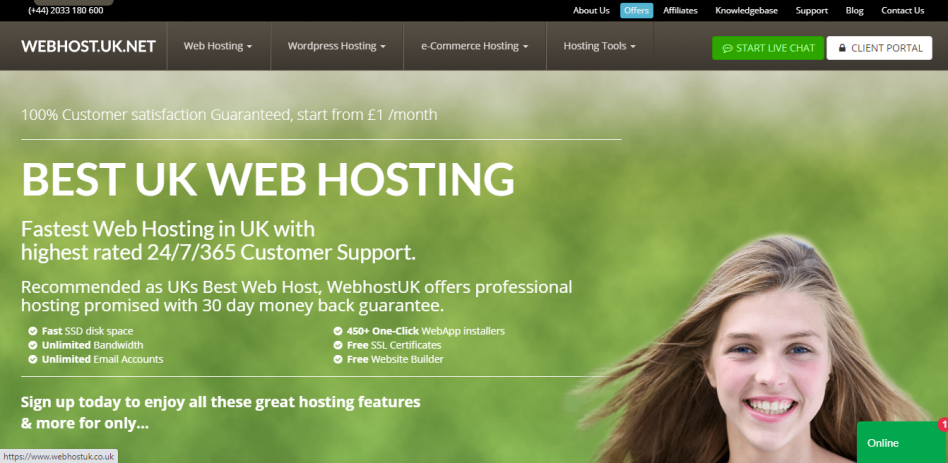 (+44) 2033 180 600
About Us Offers Affiliates Knowledgebase Support Blog Contact Us
WEBHOST.UK.NET Web Hosting Wordpress Hosting e-Commerce Hosting Hosting Tools START LIVE CHAT CLIENT PORTAL
100% Customer satisfaction Guaranteed, start from £1 /month
BEST UK WEB HOSTING
Fastest Web Hosting in UK with
highest rated 24/7/365 Customer Support.
Recommended as UKs Best Web Host, WebhostUK offers professional
hosting promised with 30 day money back guarantee.
Fast SSD disk space
Unlimited Bandwidth
Unlimited Email Accounts
450+ One-Click WebApp installers
Free SSL Certificates
Free Website Builder
Sign up today to enjoy all these great hosting features
& more for only...
Online
1
https://www.webhostuk.co.uk